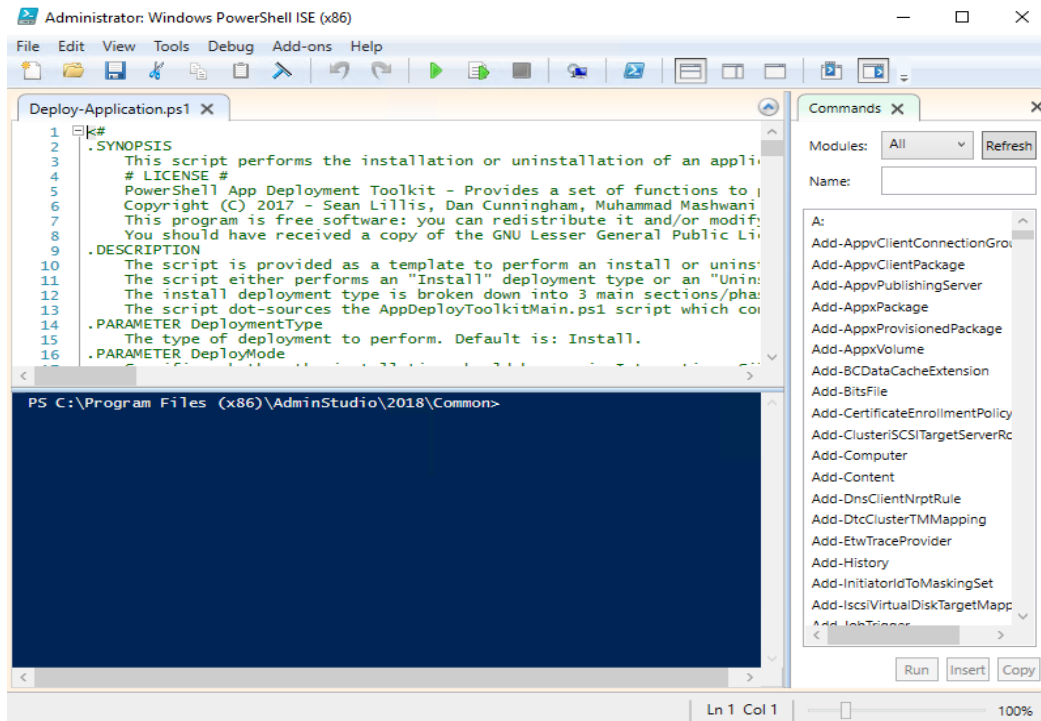 Administrator: Windows PowerShell ISE (x86)
File Edit View Tools Debug Add-ons Help
Deploy-Application.ps1
1 <#
2 .SYNOPSIS
3 This script performs the installation or uninstallation of an appli
4 # LICENSE #
5 PowerShell App Deployment Toolkit - Provides a set of functions to
6 Copyright (C) 2017 - Sean Lillis, Dan Cunningham, Muhammad Mashwani
7 This program is free software: you can redistribute it and/or modify
8 You should have received a copy of the GNU Lesser General Public Li
9 .DESCRIPTION
10 The script is provided as a template to perform an install or unins
11 The script either performs an "Install" deployment type or an "Unin
12 The install deployment type is broken down into 3 main sections/pha
13 The script dot-sources the AppDeployToolkitMain.ps1 script which co
14 .PARAMETER DeploymentType
15 The type of deployment to perform. Default is: Install.
16 .PARAMETER DeployMode
PS C:\Program Files (x86)\AdminStudio\2018\Common>
Commands
Modules: All Refresh
Name:
A:
Add-AppvClientConnectionGrou
Add-AppvClientPackage
Add-AppvPublishingServer
Add-AppxPackage
Add-AppxProvisionedPackage
Add-AppxVolume
Add-BCDataCacheExtension
Add-BitsFile
Add-CertificateEnrollmentPolicy
Add-ClusteriSCSITargetServerRo
Add-Computer
Add-Content
Add-DnsClientNrptRule
Add-DtcClusterTMMapping
Add-EtwTraceProvider
Add-History
Add-InitiatorIdToMaskingSet
Add-IscsiVirtualDiskTargetMapp
Add-JobTrigger
Run Insert Copy
Ln 1 Col 1 100%